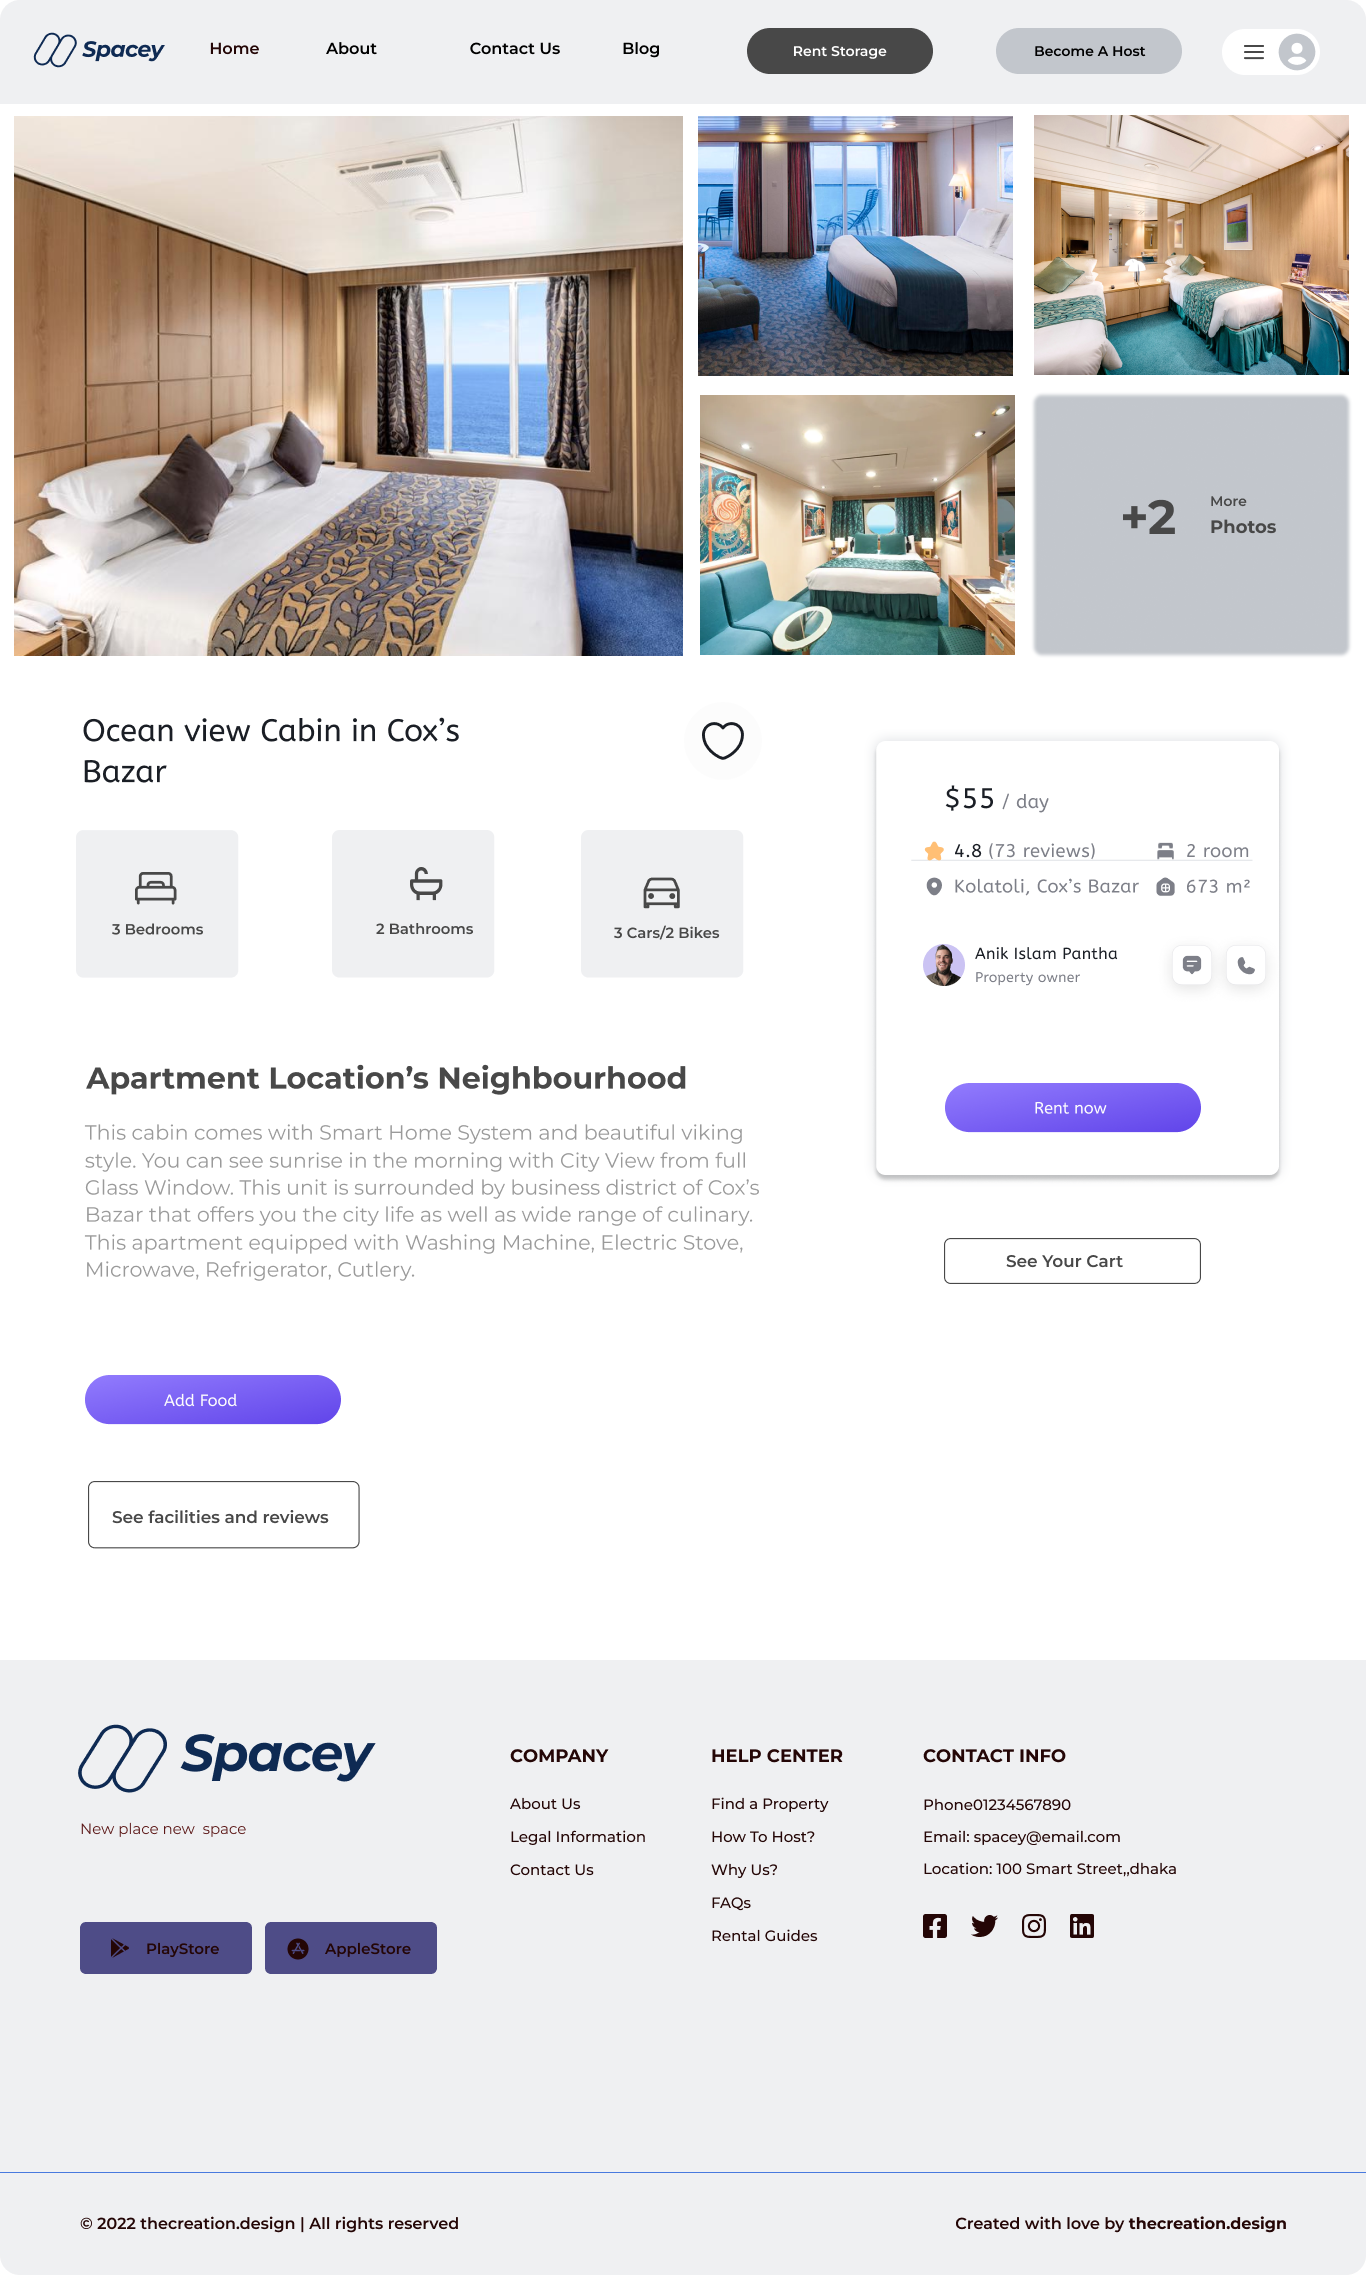 Spacey
Home
About
Contact Us
Blog
Rent Storage
Become A Host
+2
More
Photos
Ocean view Cabin in Cox’s
Bazar
$55 / day
4.8 (73 reviews)
2 room
Kolatoli, Cox’s Bazar
673 m²
Anik Islam Pantha
Property owner
Rent now
See Your Cart
3 Bedrooms
2 Bathrooms
3 Cars/2 Bikes
Apartment Location’s Neighbourhood
This cabin comes with Smart Home System and beautiful viking
style. You can see sunrise in the morning with City View from full
Glass Window. This unit is surrounded by business district of Cox’s
Bazar that offers you the city life as well as wide range of culinary.
This apartment equipped with Washing Machine, Electric Stove,
Microwave, Refrigerator, Cutlery.
Add Food
See facilities and reviews
Spacey
New place new  space
PlayStore
AppleStore
COMPANY
About Us
Legal Information
Contact Us
HELP CENTER
Find a Property
How To Host?
Why Us?
FAQs
Rental Guides
CONTACT INFO
Phone01234567890
Email: spacey@email.com
Location: 100 Smart Street,,dhaka
© 2022 thecreation.design | All rights reserved
Created with love by thecreation.design